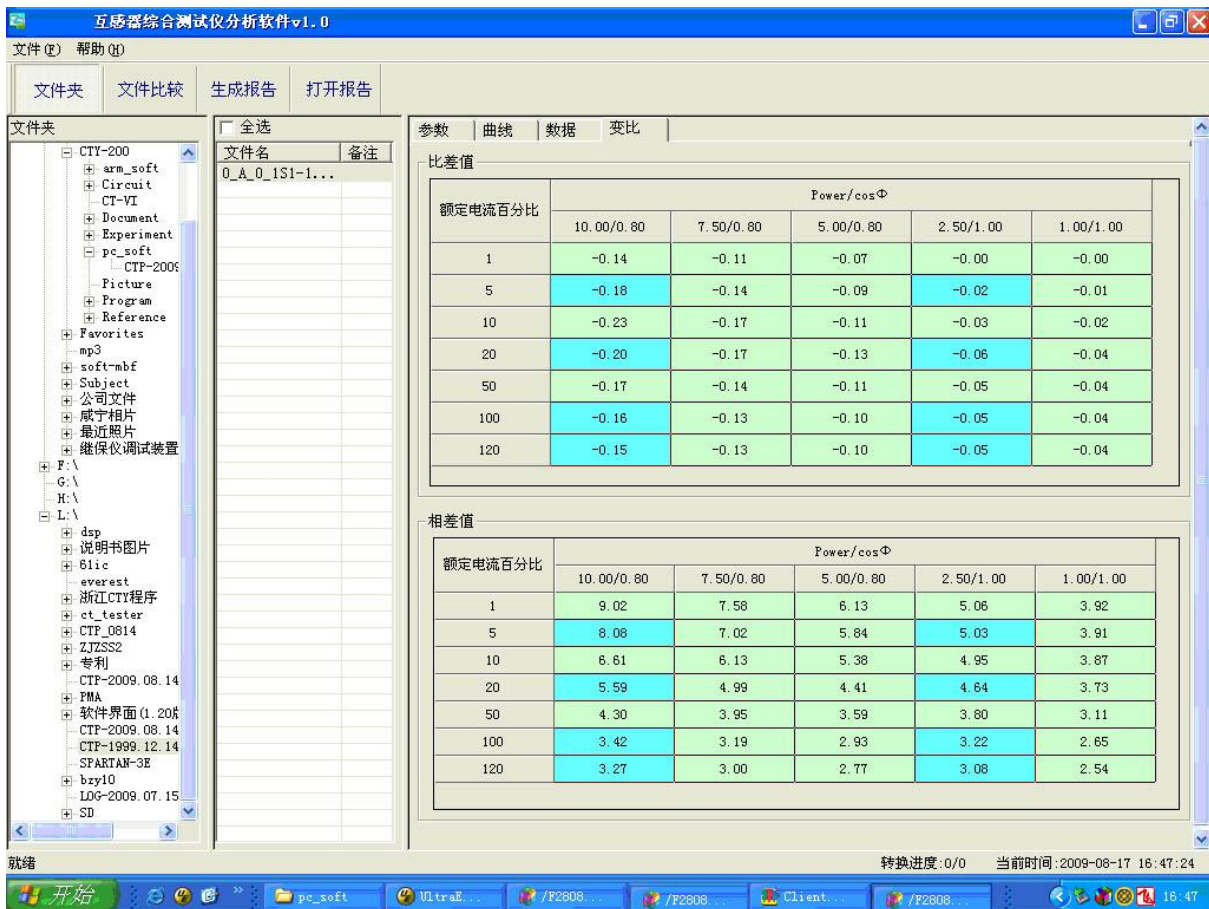 互感器综合测试仪分析软件v1.0
文件(F) 帮助(H)
文件夹 文件比较 生成报告 打开报告
文件夹
CTY-200
arm_soft
Circuit
CT-VI
Document
Experiment
pc_soft
CTP-2009
Picture
Program
Reference
Favorites
mp3
soft-mbf
Subject
公司文件
咸宁相片
最近照片
继保仪调试装置
F:\
G:\
H:\
L:\
dsp
说明书图片
61ic
everest
浙江CTY程序
ct_tester
CTP_0814
ZJZSS2
专利
CTP-2009.08.14
PMA
软件界面(1.20版
CTP-2009.08.14
CTP-1999.12.14
SPARTAN-3E
bzy10
LOG-2009.07.15
SD
全选
文件名 备注
0_A_0_1S1-1...
参数 曲线 数据 变比
比差值
额定电流百分比 Power/cosΦ
10.00/0.80 7.50/0.80 5.00/0.80 2.50/1.00 1.00/1.00
1 -0.14 -0.11 -0.07 -0.00 -0.00
5 -0.18 -0.14 -0.09 -0.02 -0.01
10 -0.23 -0.17 -0.11 -0.03 -0.02
20 -0.20 -0.17 -0.13 -0.06 -0.04
50 -0.17 -0.14 -0.11 -0.05 -0.04
100 -0.16 -0.13 -0.10 -0.05 -0.04
120 -0.15 -0.13 -0.10 -0.05 -0.04
相差值
额定电流百分比 Power/cosΦ
10.00/0.80 7.50/0.80 5.00/0.80 2.50/1.00 1.00/1.00
1 9.02 7.58 6.13 5.06 3.92
5 8.08 7.02 5.84 5.03 3.91
10 6.61 6.13 5.38 4.95 3.87
20 5.59 4.99 4.41 4.64 3.73
50 4.30 3.95 3.59 3.80 3.11
100 3.42 3.19 2.93 3.22 2.65
120 3.27 3.00 2.77 3.08 2.54
就绪 转换进度:0/0 当前时间:2009-08-17 16:47:24
开始 pc_soft UltraE... /F2808... /F2808... Client... /F2808... 16:47